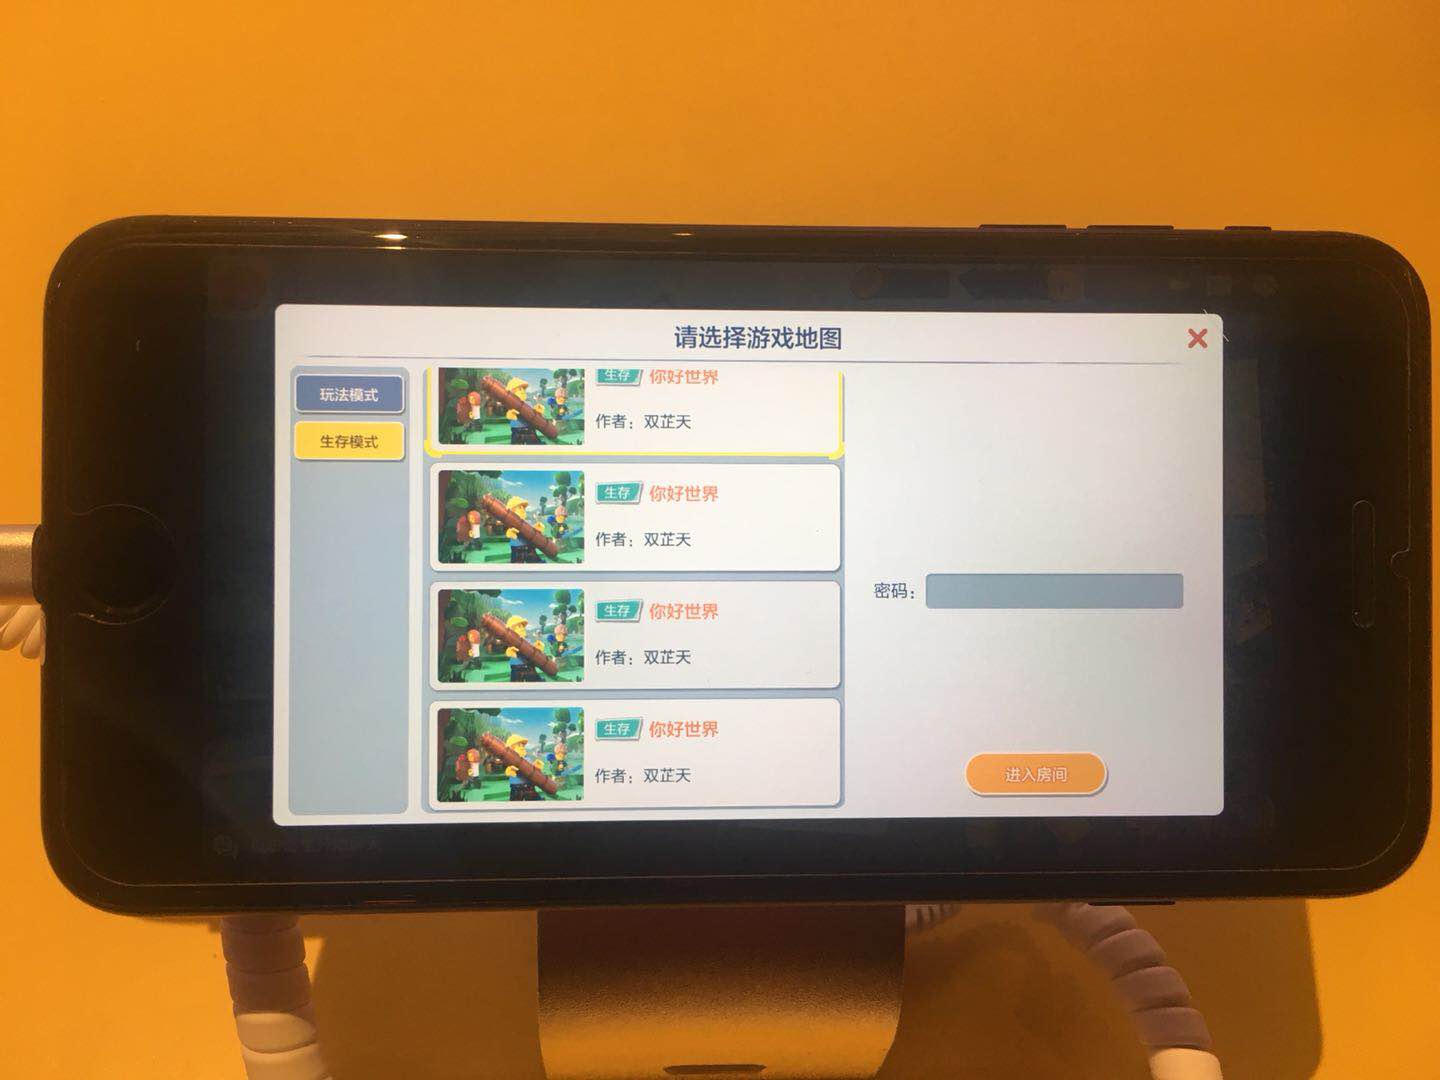 请选择游戏地图
玩法模式
生存模式
生存 你好世界
作者：双芷天
生存 你好世界
作者：双芷天
生存 你好世界
作者：双芷天
生存 你好世界
作者：双芷天
密码：
进入房间